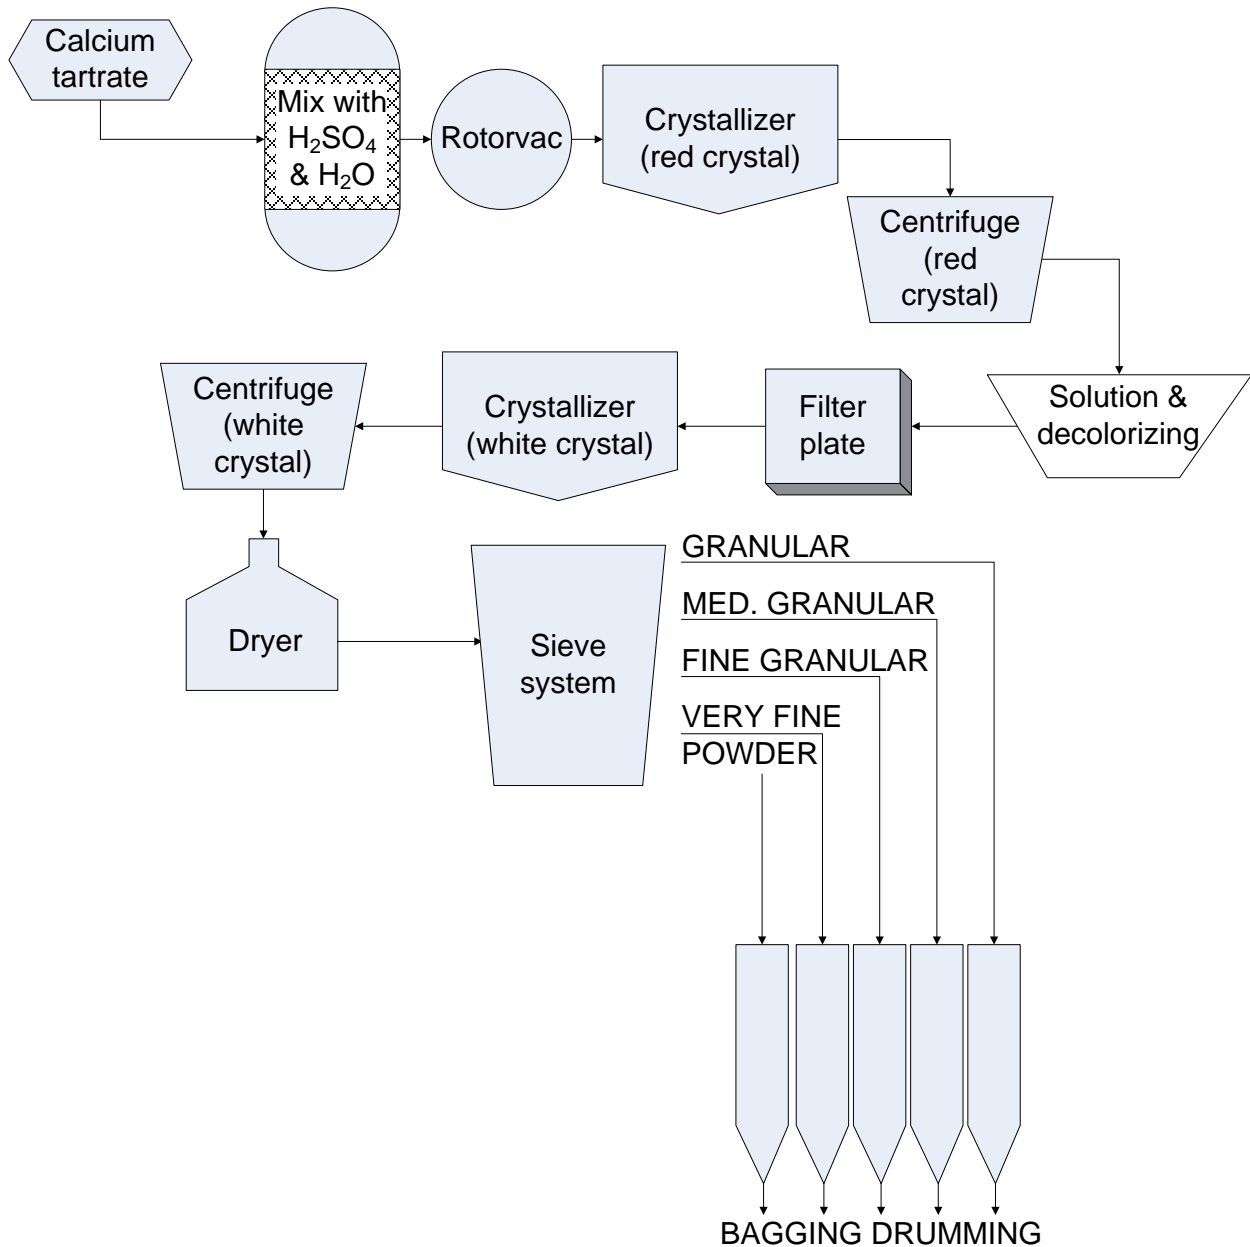 Calcium
tartrate
Mix with
H₂SO₄
& H₂O
Rotorvac
Crystallizer
(red crystal)
Centrifuge
(red
crystal)
Solution &
decolorizing
Filter
plate
Crystallizer
(white crystal)
Centrifuge
(white
crystal)
Dryer
Sieve
system
GRANULAR
MED. GRANULAR
FINE GRANULAR
VERY FINE
POWDER
BAGGING DRUMMING